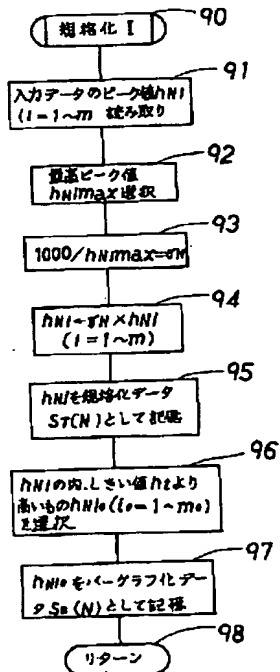 90
規格化 I
91
入力データのピーク値hNi
(i=1~m 読み取り
92
最高ピーク値
hNimax選択
93
1000/hNimax=γN
94
hNi←γN×hNi
(i=1~m)
95
hNiを規格化データ
ST(N)として記憶
96
hNiの内、しきい値htより
高いものhNio(io=1~mo)
を選択
97
hNioをバーグラフ化デー
タSB(N)として記憶
98
リターン